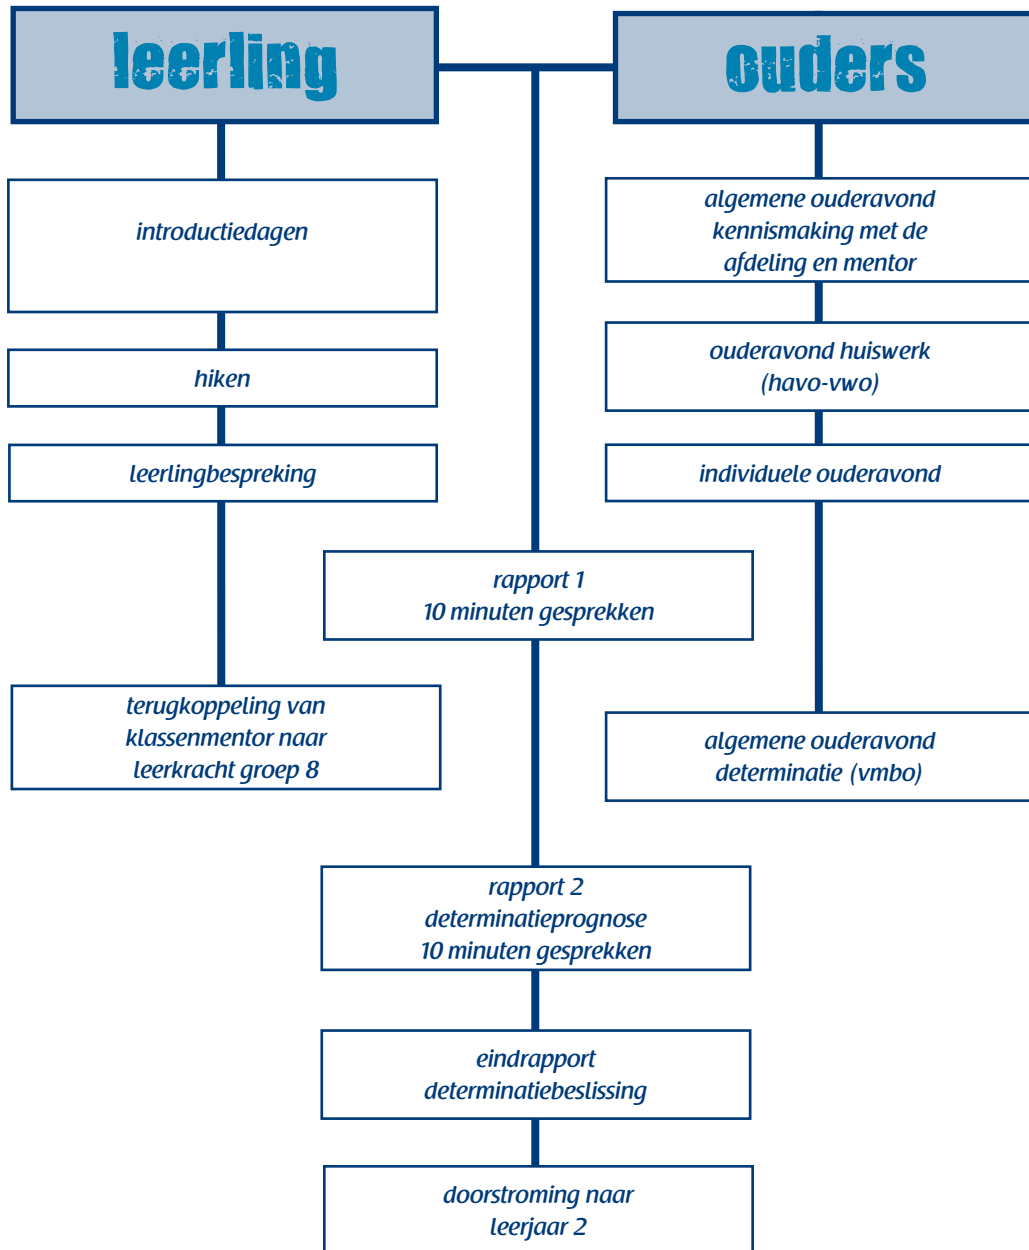 leerling
ouders
introductiedagen
hiken
leerlingbespreking
terugkoppeling van
klassenmentor naar
leerkracht groep 8
algemene ouderavond
kennismaking met de
afdeling en mentor
ouderavond huiswerk
(havo-vwo)
individuele ouderavond
algemene ouderavond
determinatie (vmbo)
rapport 1
10 minuten gesprekken
rapport 2
determinatieprognose
10 minuten gesprekken
eindrapport
determinatiebeslissing
doorstroming naar
leerjaar 2